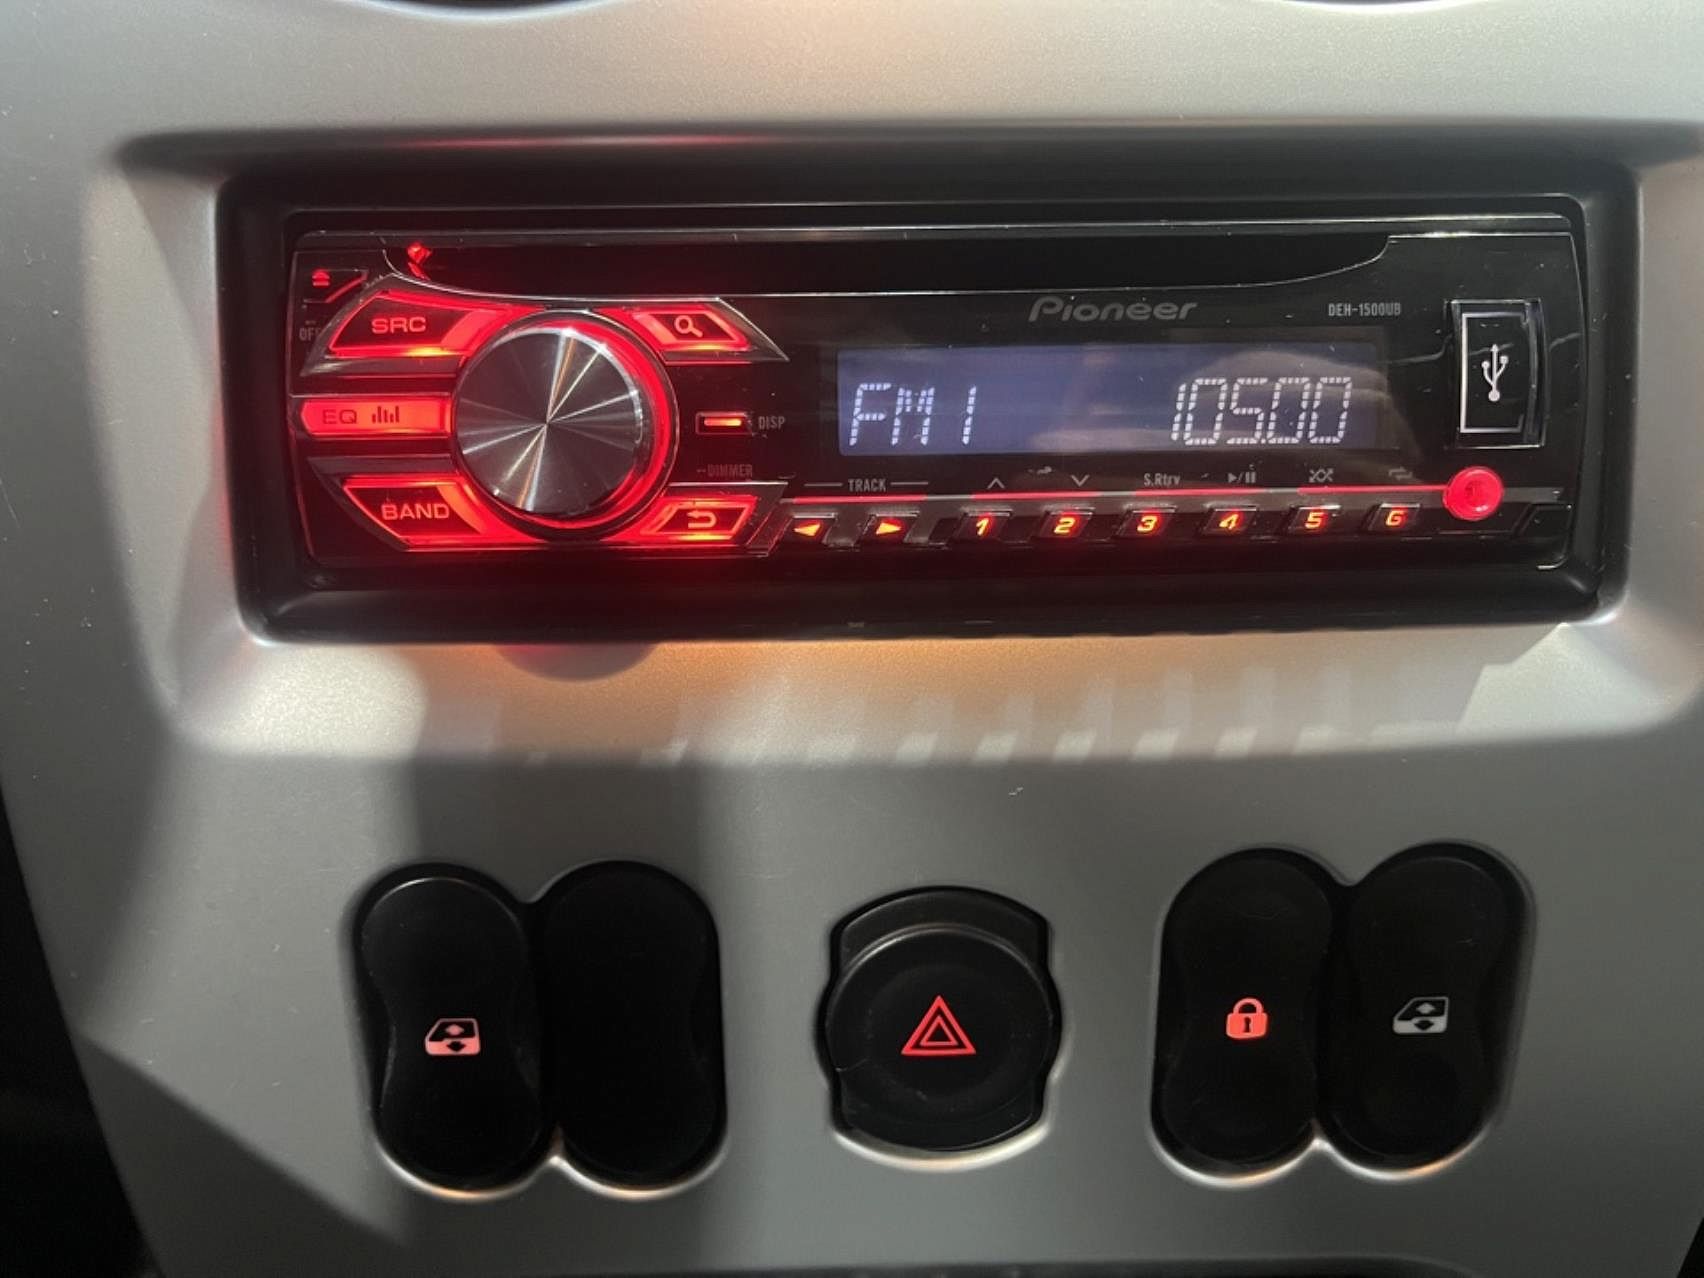 Pioneer DEH-1500UB
OFF
SRC
EQ
DISP
FM1 105.00
DIMMER
TRACK S.Rtrv
BAND
1 2 3 4 5 6